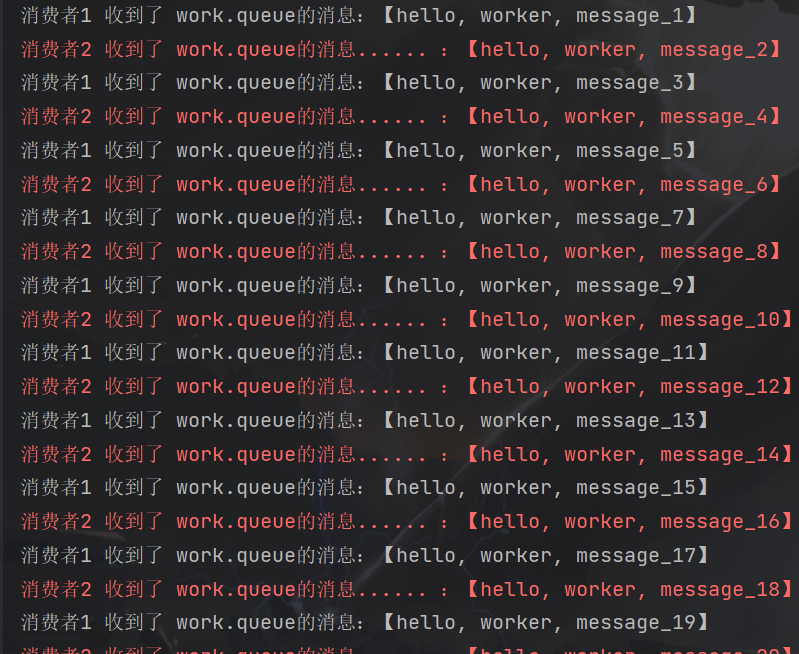 消费者1 收到了 work.queue的消息:【hello, worker, message_1】
消费者2 收到了 work.queue的消息...... :【hello, worker, message_2】
消费者1 收到了 work.queue的消息:【hello, worker, message_3】
消费者2 收到了 work.queue的消息...... :【hello, worker, message_4】
消费者1 收到了 work.queue的消息:【hello, worker, message_5】
消费者2 收到了 work.queue的消息...... :【hello, worker, message_6】
消费者1 收到了 work.queue的消息:【hello, worker, message_7】
消费者2 收到了 work.queue的消息...... :【hello, worker, message_8】
消费者1 收到了 work.queue的消息:【hello, worker, message_9】
消费者2 收到了 work.queue的消息...... :【hello, worker, message_10】
消费者1 收到了 work.queue的消息:【hello, worker, message_11】
消费者2 收到了 work.queue的消息...... :【hello, worker, message_12】
消费者1 收到了 work.queue的消息:【hello, worker, message_13】
消费者2 收到了 work.queue的消息...... :【hello, worker, message_14】
消费者1 收到了 work.queue的消息:【hello, worker, message_15】
消费者2 收到了 work.queue的消息...... :【hello, worker, message_16】
消费者1 收到了 work.queue的消息:【hello, worker, message_17】
消费者2 收到了 work.queue的消息...... :【hello, worker, message_18】
消费者1 收到了 work.queue的消息:【hello, worker, message_19】